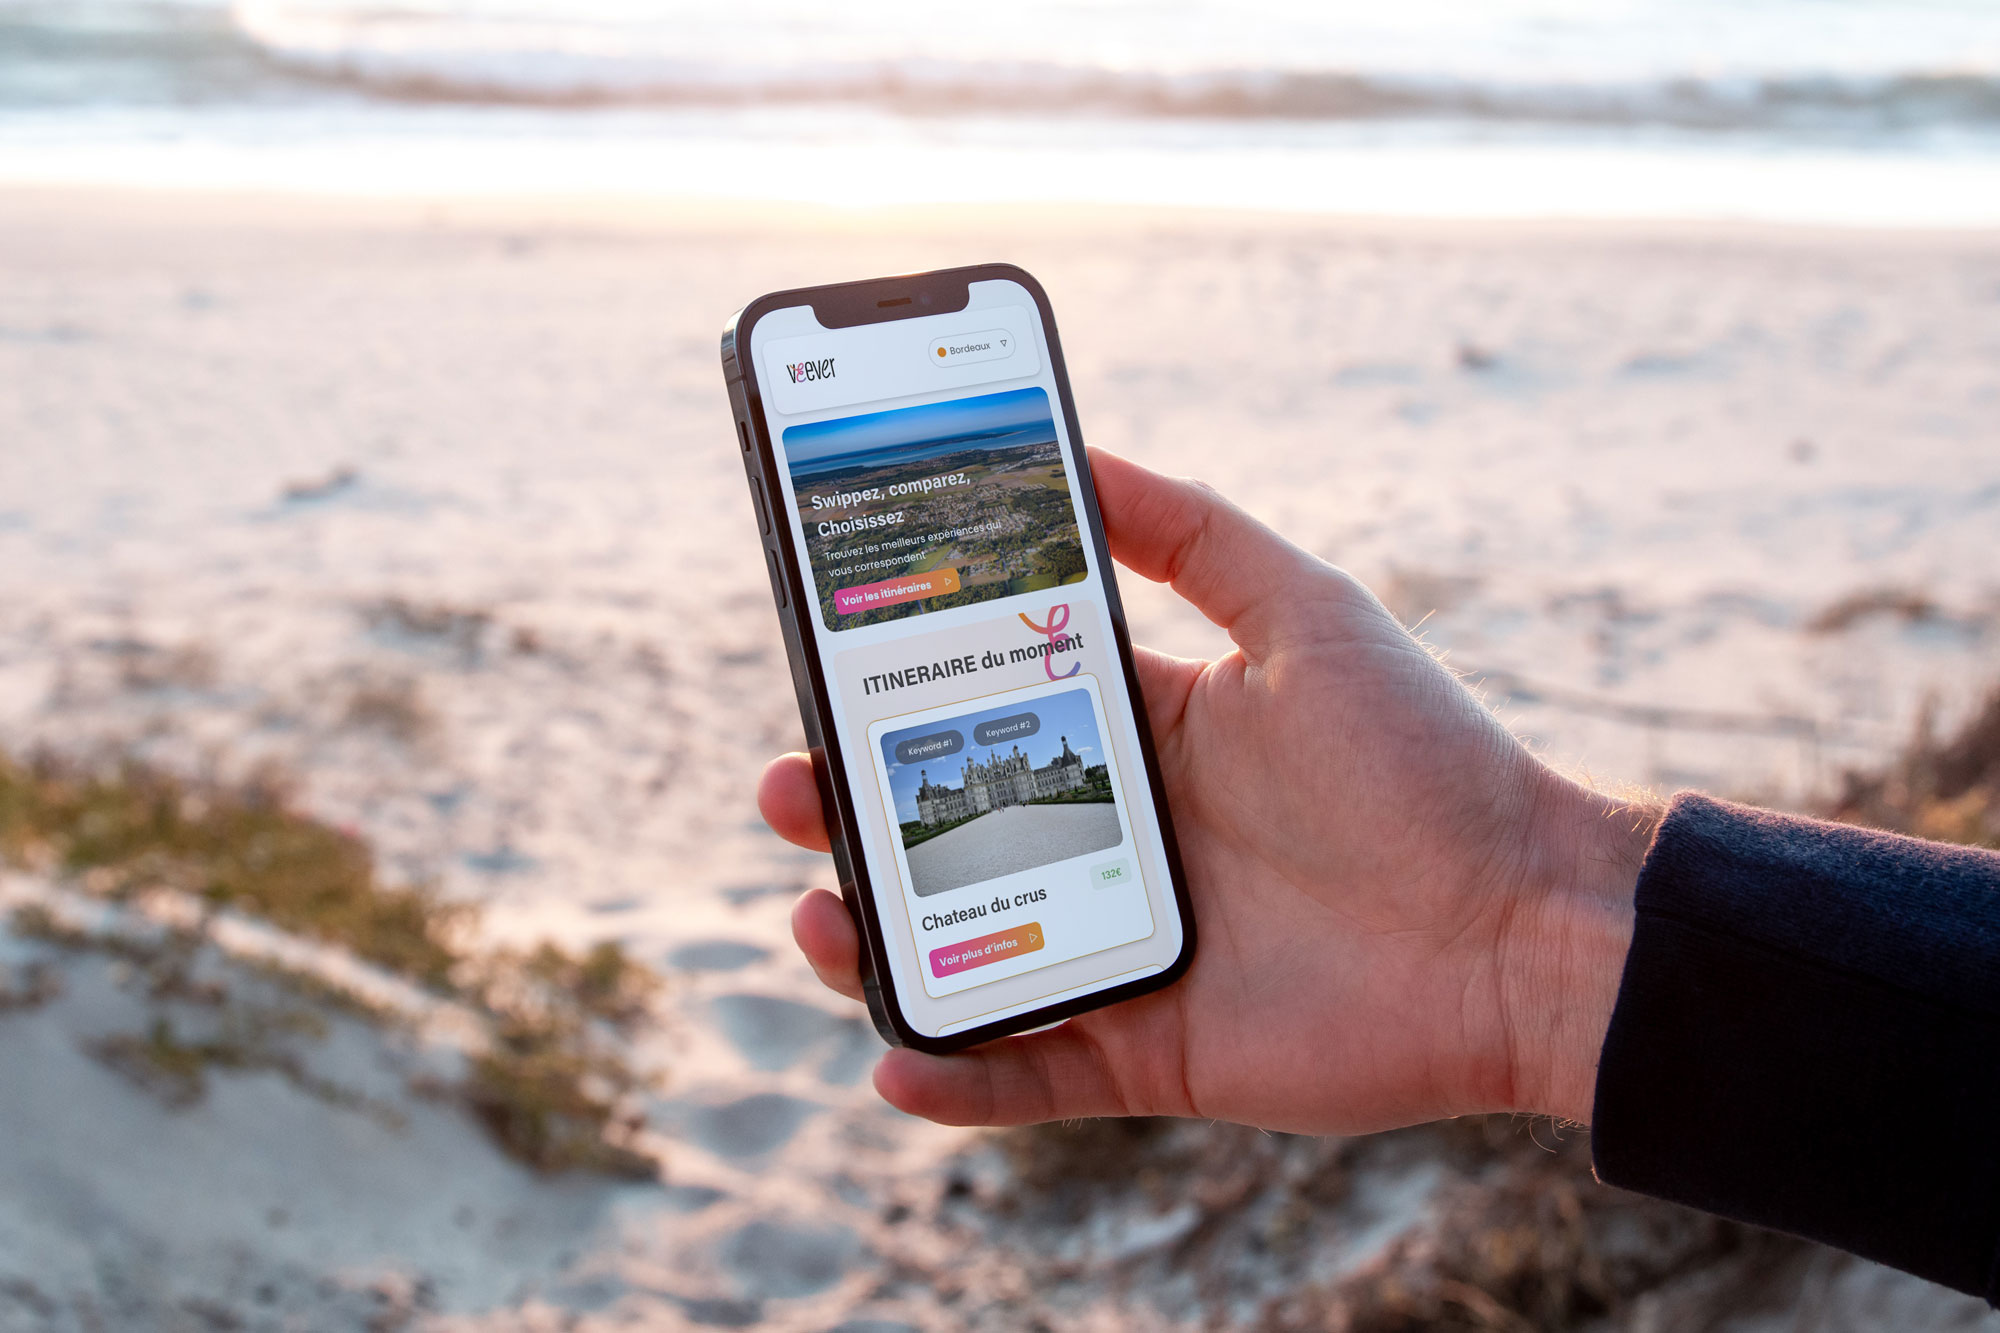 veever
Bordeaux
Swippez, comparez,
Choisissez
Trouvez les meilleurs expériences qui
vous correspondent
Voir les itinéraires
ITINERAIRE du moment
Keyword #1
Keyword #2
132€
Chateau du crus
Voir plus d'infos